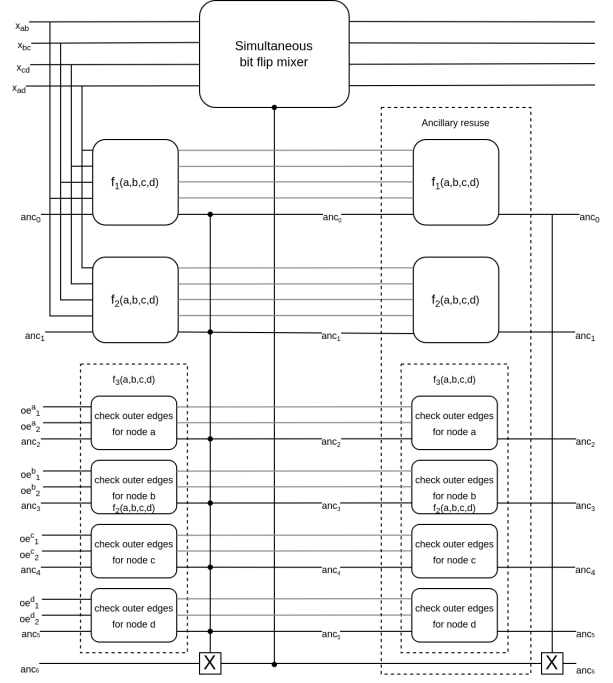 x_ab
Simultaneous
bit flip mixer
x_bc
x_cd
x_ad
Ancillary resuse
f_1(a,b,c,d)
f_1(a,b,c,d)
anc_0
anc_0
anc_0
f_2(a,b,c,d)
f_2(a,b,c,d)
anc_1
anc_1
anc_1
f_3(a,b,c,d)
f_3(a,b,c,d)
oe^a_1
oe^a_2
anc_2
check outer edges
for node a
anc_2
check outer edges
for node a
anc_2
oe^b_1
oe^b_2
anc_3
check outer edges
for node b
f_2(a,b,c,d)
anc_3
check outer edges
for node b
f_2(a,b,c,d)
anc_3
oe^c_1
oe^c_2
anc_4
check outer edges
for node c
anc_4
check outer edges
for node c
anc_4
oe^d_1
oe^d_2
anc_5
check outer edges
for node d
anc_5
check outer edges
for node d
anc_5
anc_6
X
X
anc_6